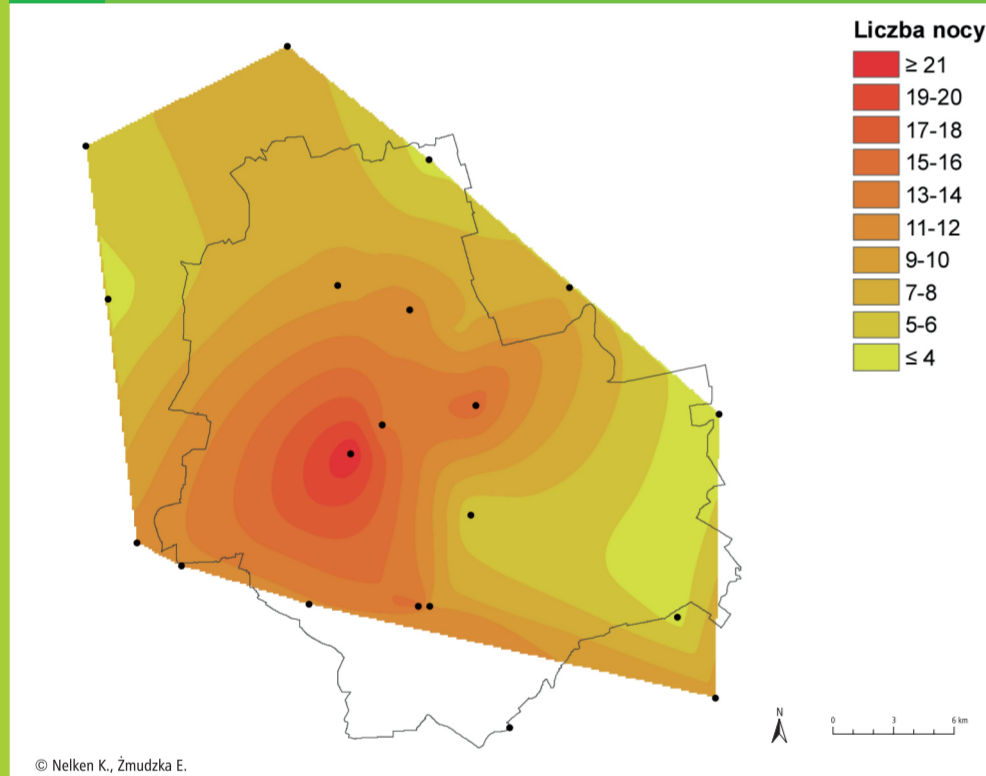 Liczba nocy
≥ 21
19-20
17-18
15-16
13-14
11-12
9-10
7-8
5-6
≤ 4
N
0 3 6 km
© Nelken K., Żmudzka E.